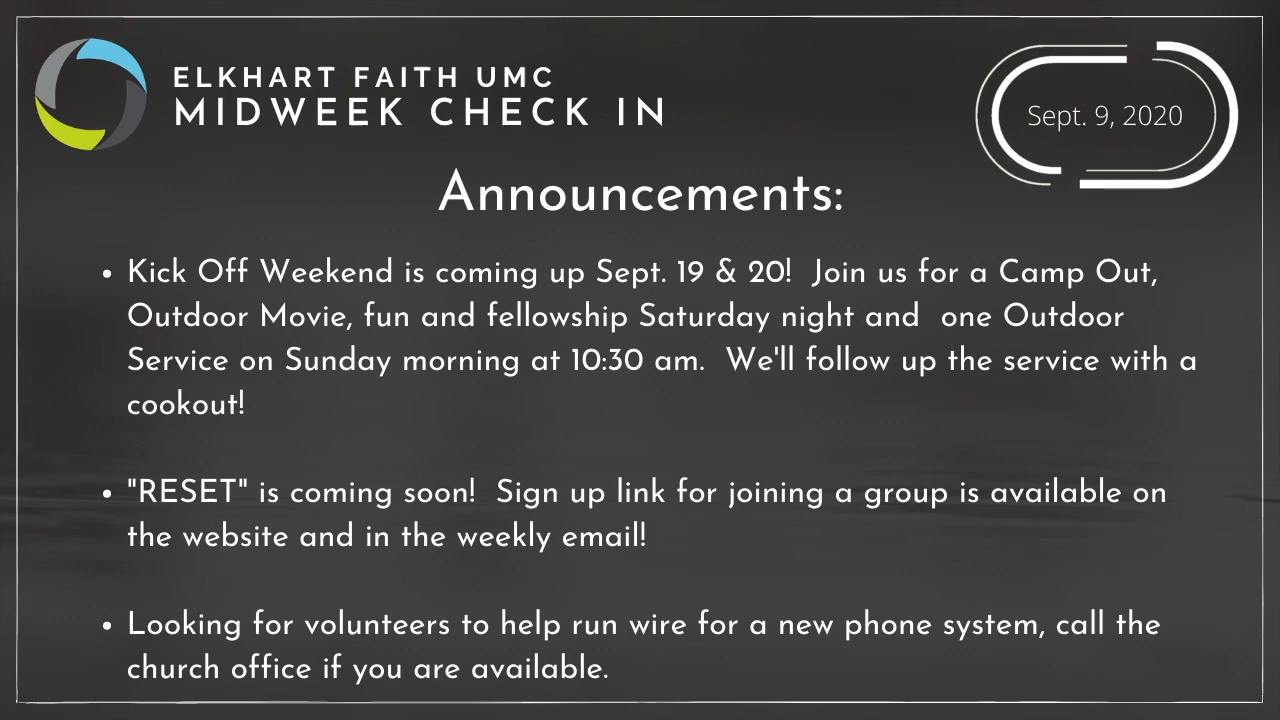 ELKHART FAITH UMC
MIDWEEK CHECK IN
Sept. 9, 2020
Announcements:
• Kick Off Weekend is coming up Sept. 19 & 20!  Join us for a Camp Out,
Outdoor Movie, fun and fellowship Saturday night and  one Outdoor
Service on Sunday morning at 10:30 am.  We'll follow up the service with a
cookout!
• "RESET" is coming soon!  Sign up link for joining a group is available on
the website and in the weekly email!
• Looking for volunteers to help run wire for a new phone system, call the
church office if you are available.